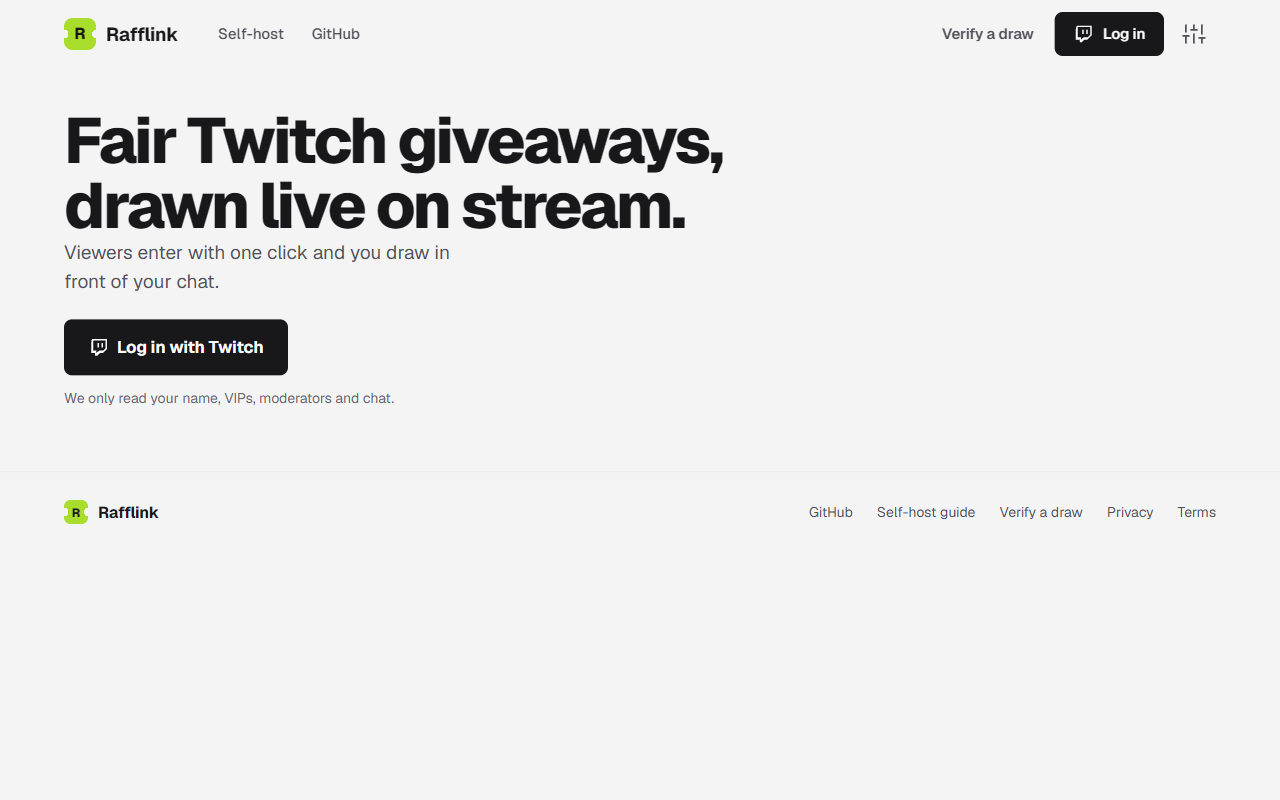 R Rafflink
Self-host
GitHub
Verify a draw
Log in
Fair Twitch giveaways,
drawn live on stream.
Viewers enter with one click and you draw in
front of your chat.
Log in with Twitch
We only read your name, VIPs, moderators and chat.
R Rafflink
GitHub
Self-host guide
Verify a draw
Privacy
Terms